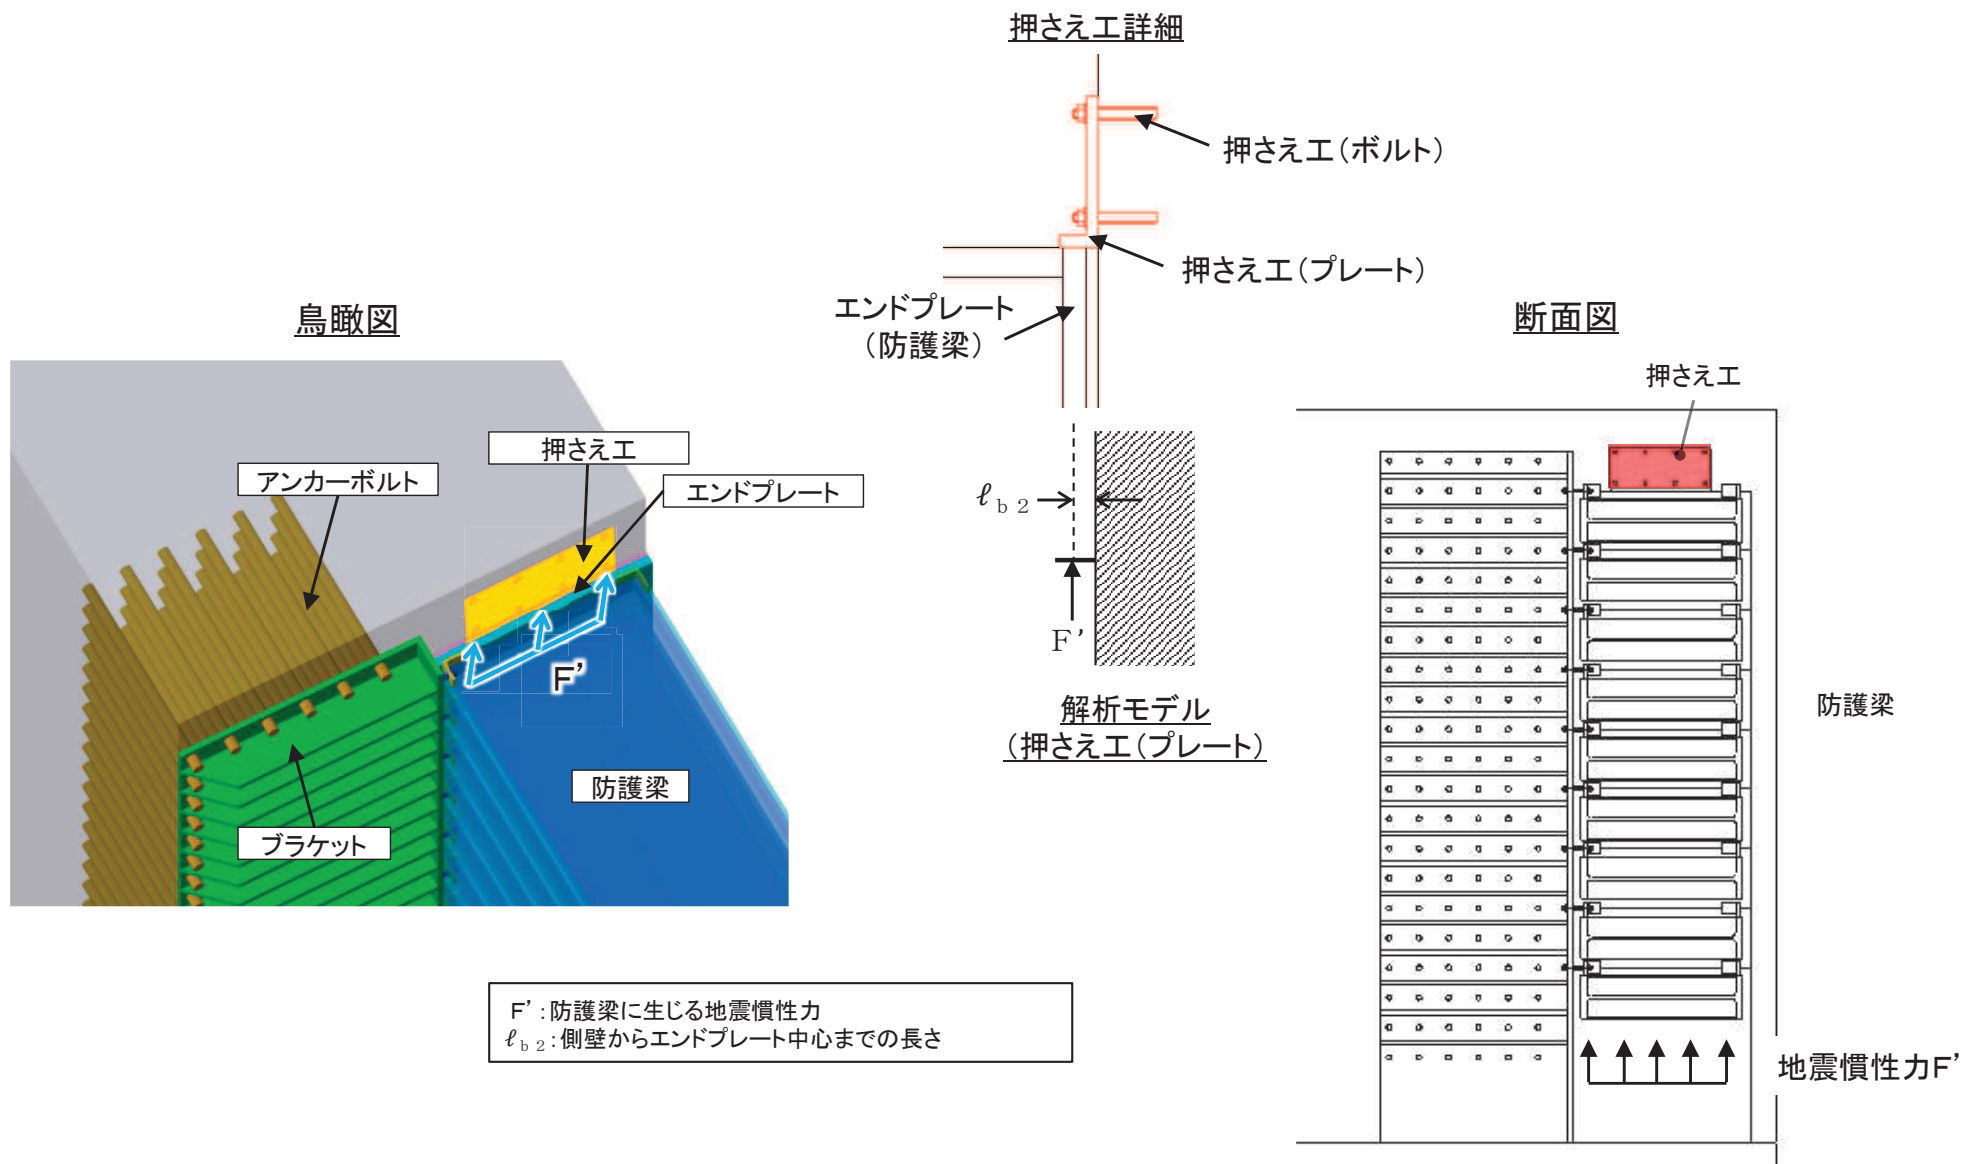 押さえ工詳細
押さえ工(ボルト)
押さえ工(プレート)
エンドプレート
(防護梁)
鳥瞰図
アンカーボルト
押さえ工
エンドプレート
F’
防護梁
ブラケット
ℓb2
F’
解析モデル
(押さえ工(プレート)
断面図
押さえ工
防護梁
地震慣性力F’
F’:防護梁に生じる地震慣性力
ℓb2:側壁からエンドプレート中心までの長さ